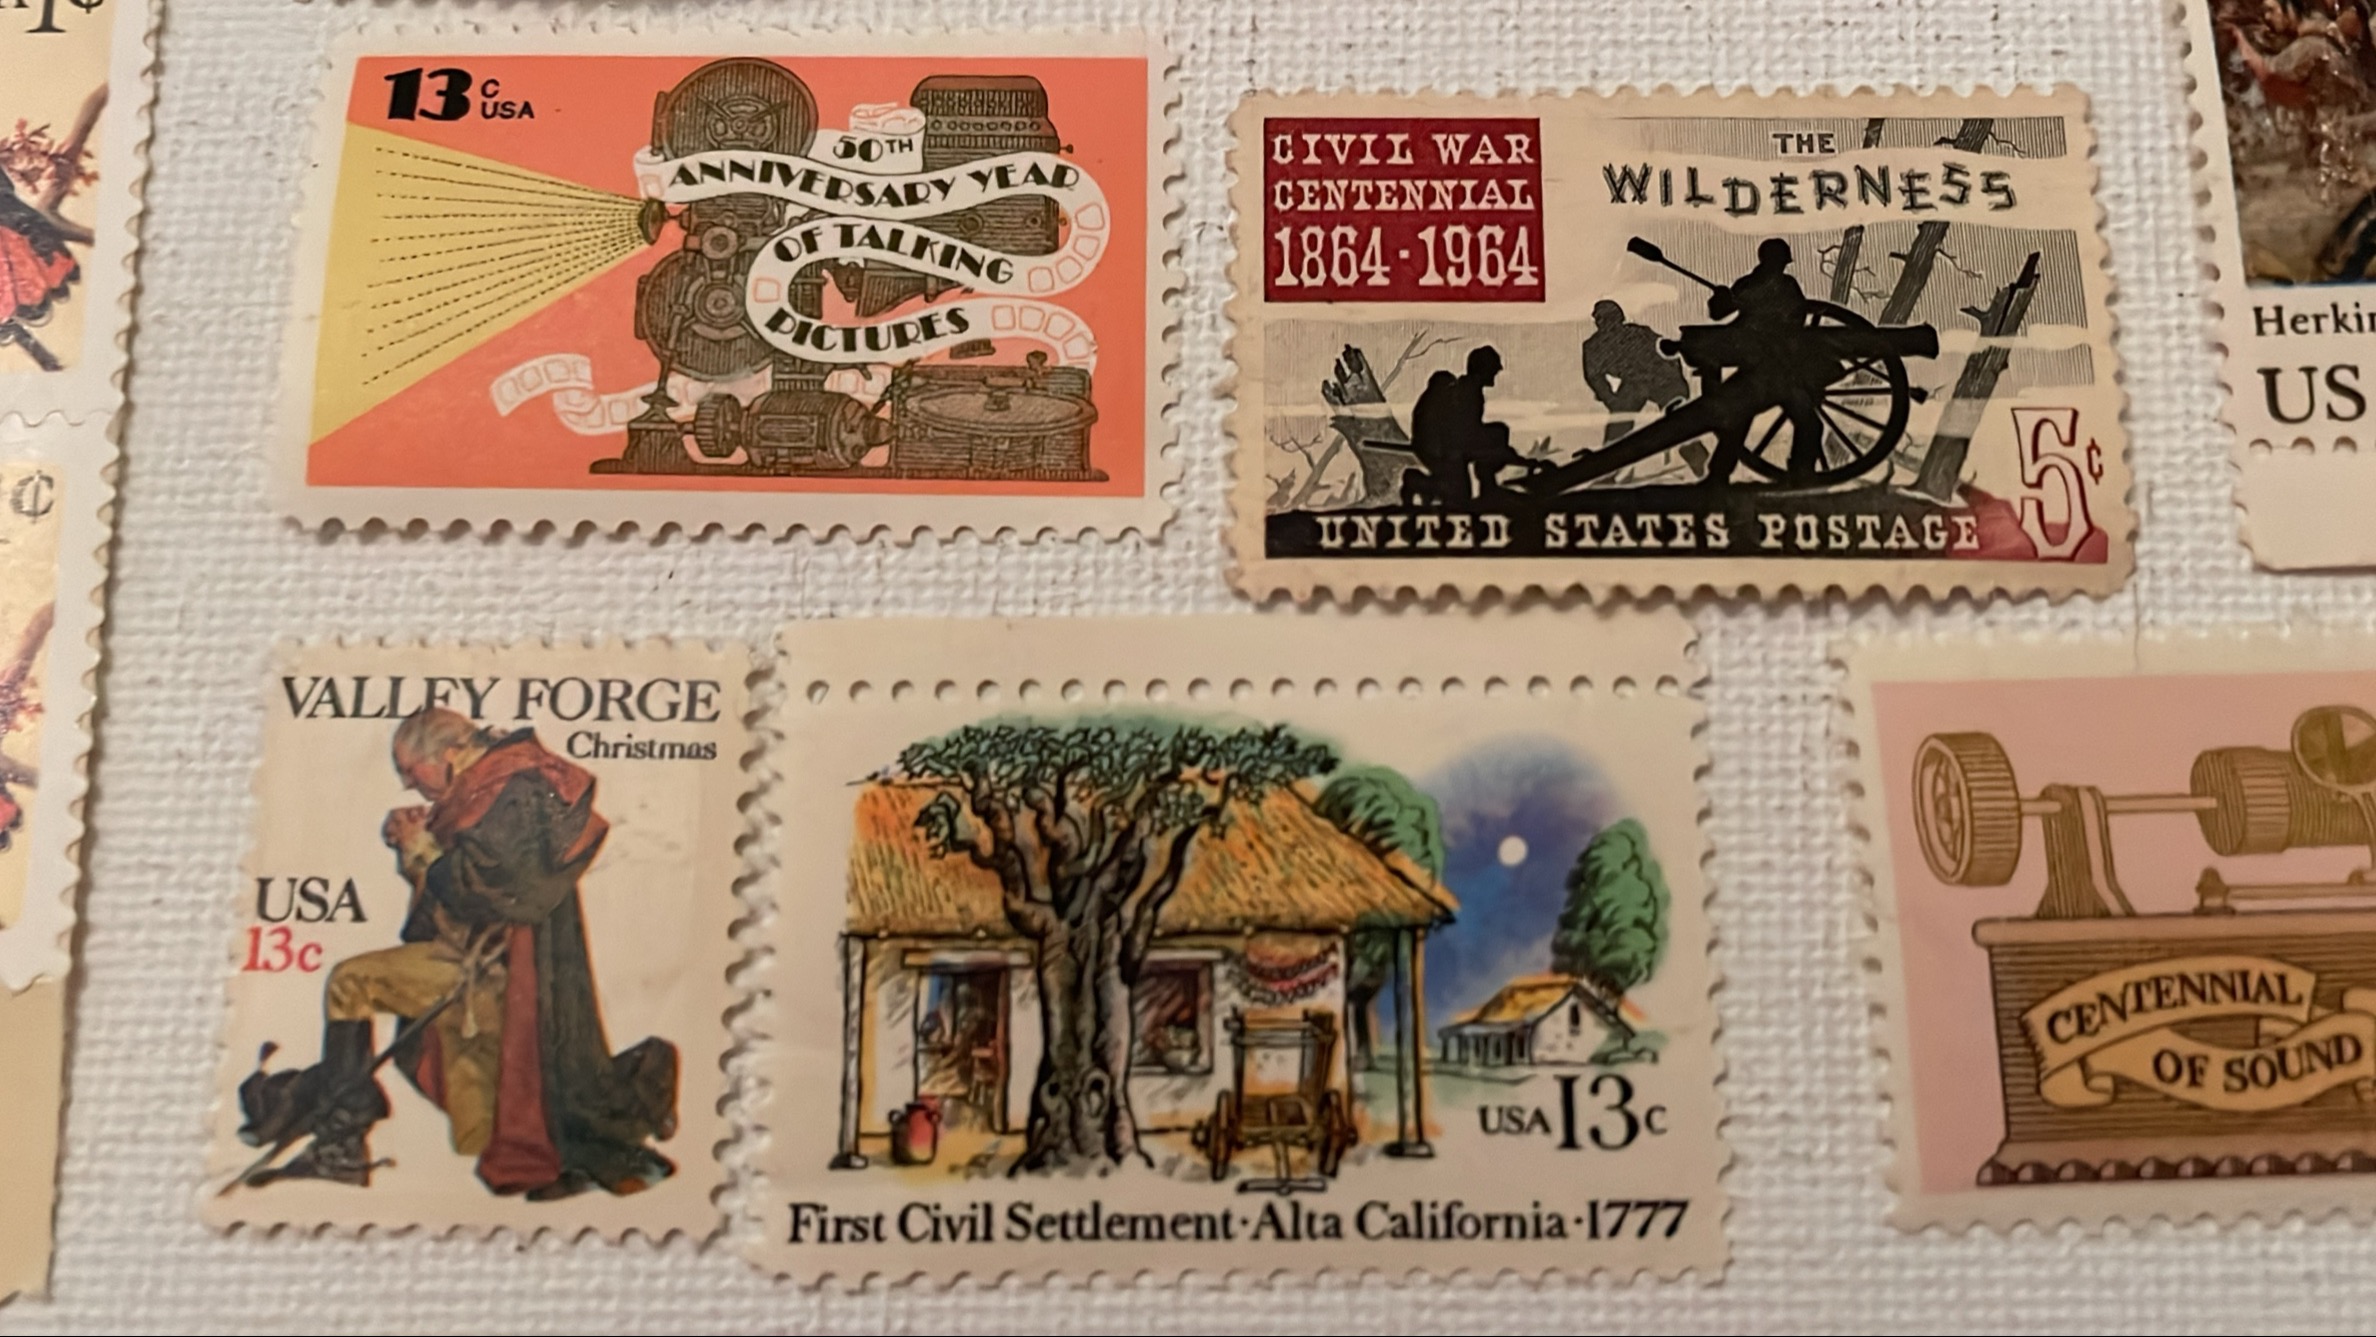 13 C
USA
50TH
ANNIVERSARY YEAR
OF TALKING
PICTURES
CIVIL WAR
CENTENNIAL
1864 - 1964
THE
WILDERNESS
5¢
UNITED STATES POSTAGE
US
VALLEY FORGE
Christmas
USA
13c
USA 13c
First Civil Settlement · Alta California · 1777
CENTENNIAL
OF SOUND
¢